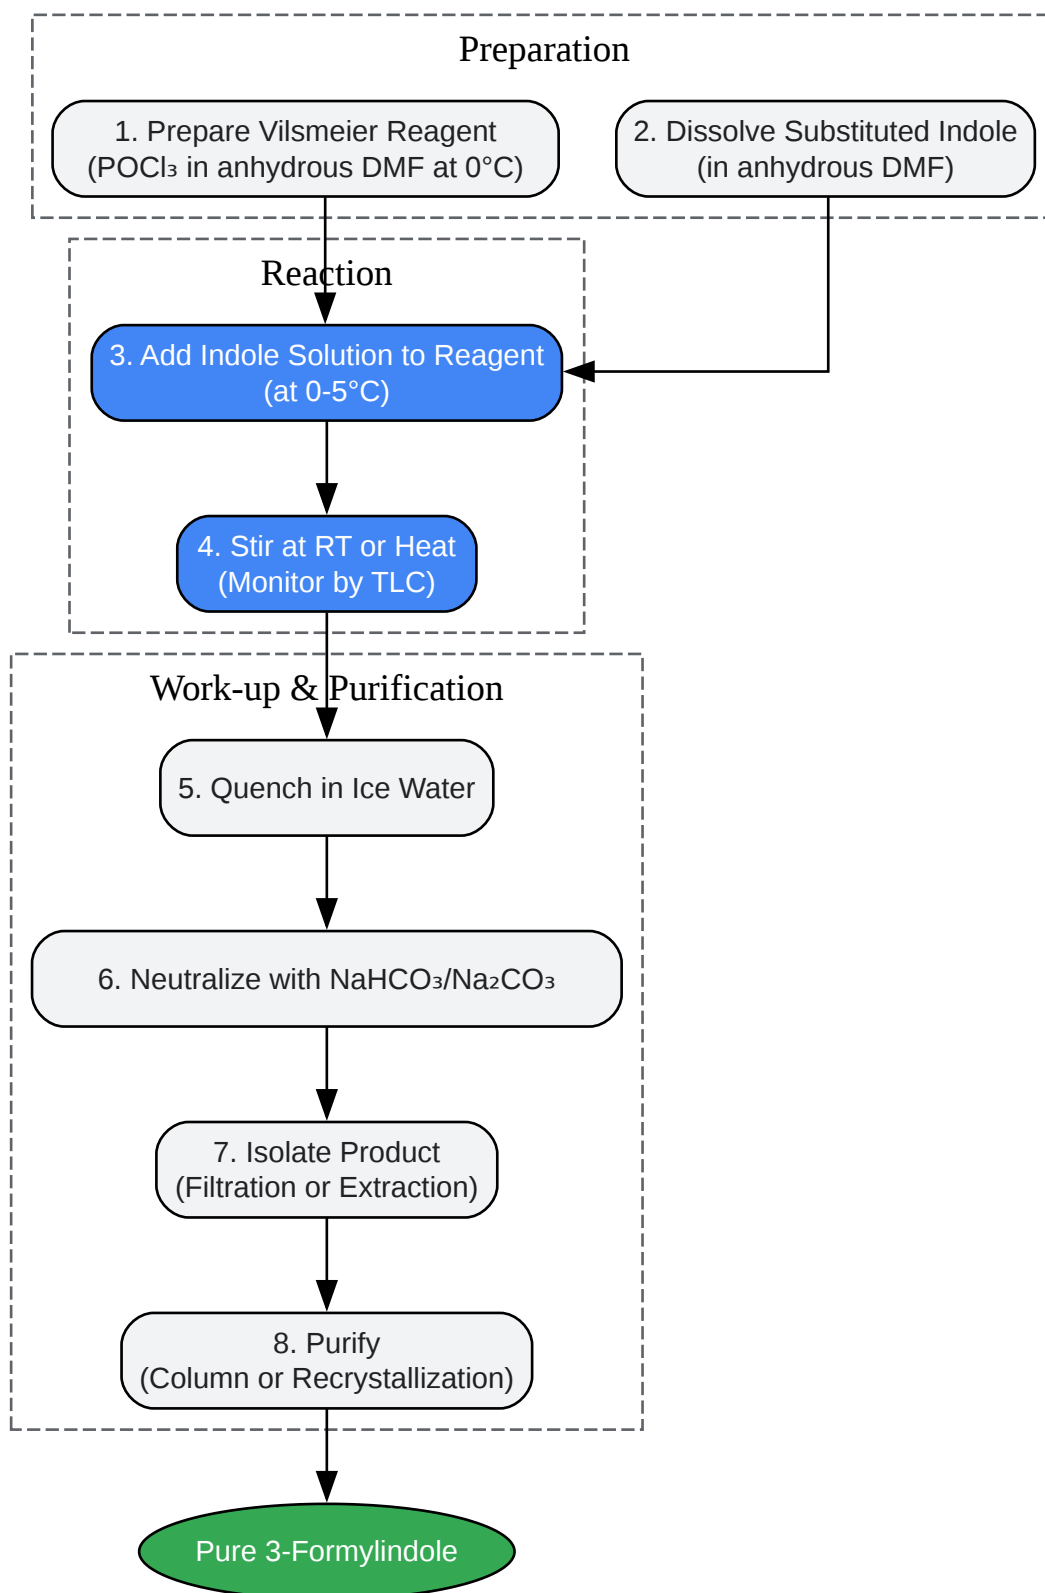 Preparation
1. Prepare Vilsmeier Reagent
(POCl₃ in anhydrous DMF at 0°C)
2. Dissolve Substituted Indole
(in anhydrous DMF)
Reaction
3. Add Indole Solution to Reagent
(at 0-5°C)
4. Stir at RT or Heat
(Monitor by TLC)
Work-up & Purification
5. Quench in Ice Water
6. Neutralize with NaHCO₃/Na₂CO₃
7. Isolate Product
(Filtration or Extraction)
8. Purify
(Column or Recrystallization)
Pure 3-Formylindole